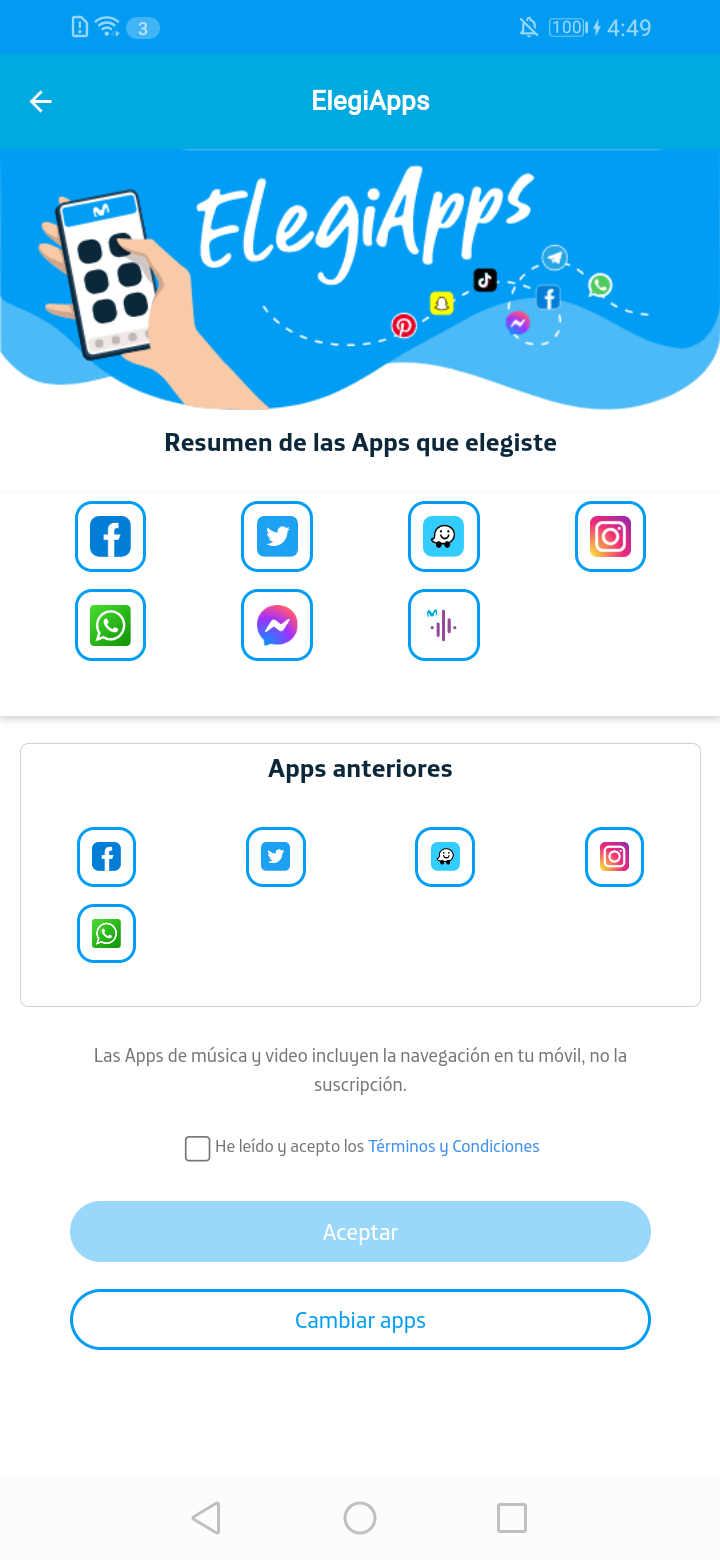 3
100
4:49
ElegiApps
ElegiApps
Resumen de las Apps que elegiste
Apps anteriores
Las Apps de música y video incluyen la navegación en tu móvil, no la
suscripción.
He leído y acepto los Términos y Condiciones
Aceptar
Cambiar apps